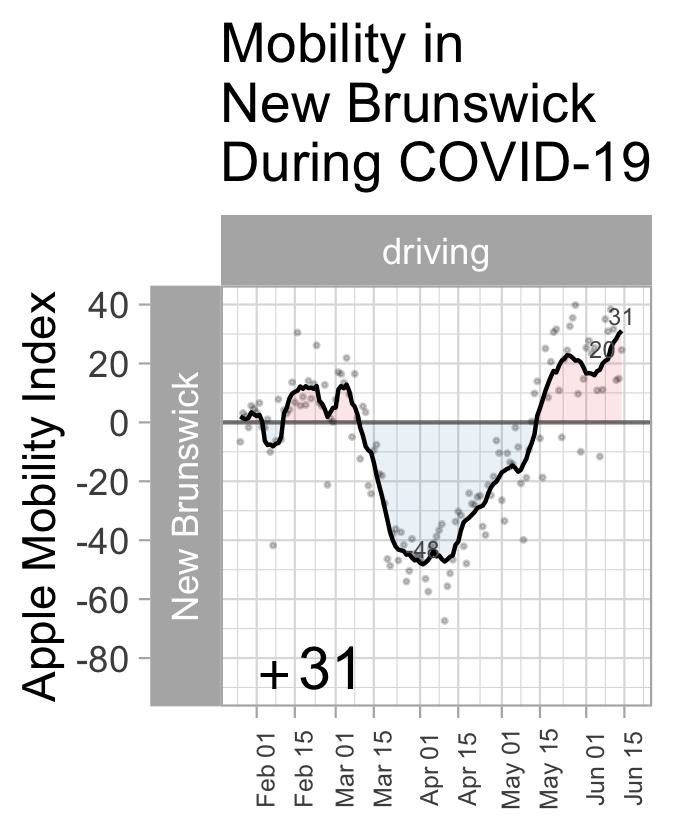 Mobility in
New Brunswick
During COVID-19
driving
Apple Mobility Index
New Brunswick
40
20
0
-20
-40
-60
-80
31
20
-48
+31
Feb 01
Feb 15
Mar 01
Mar 15
Apr 01
Apr 15
May 01
May 15
Jun 01
Jun 15